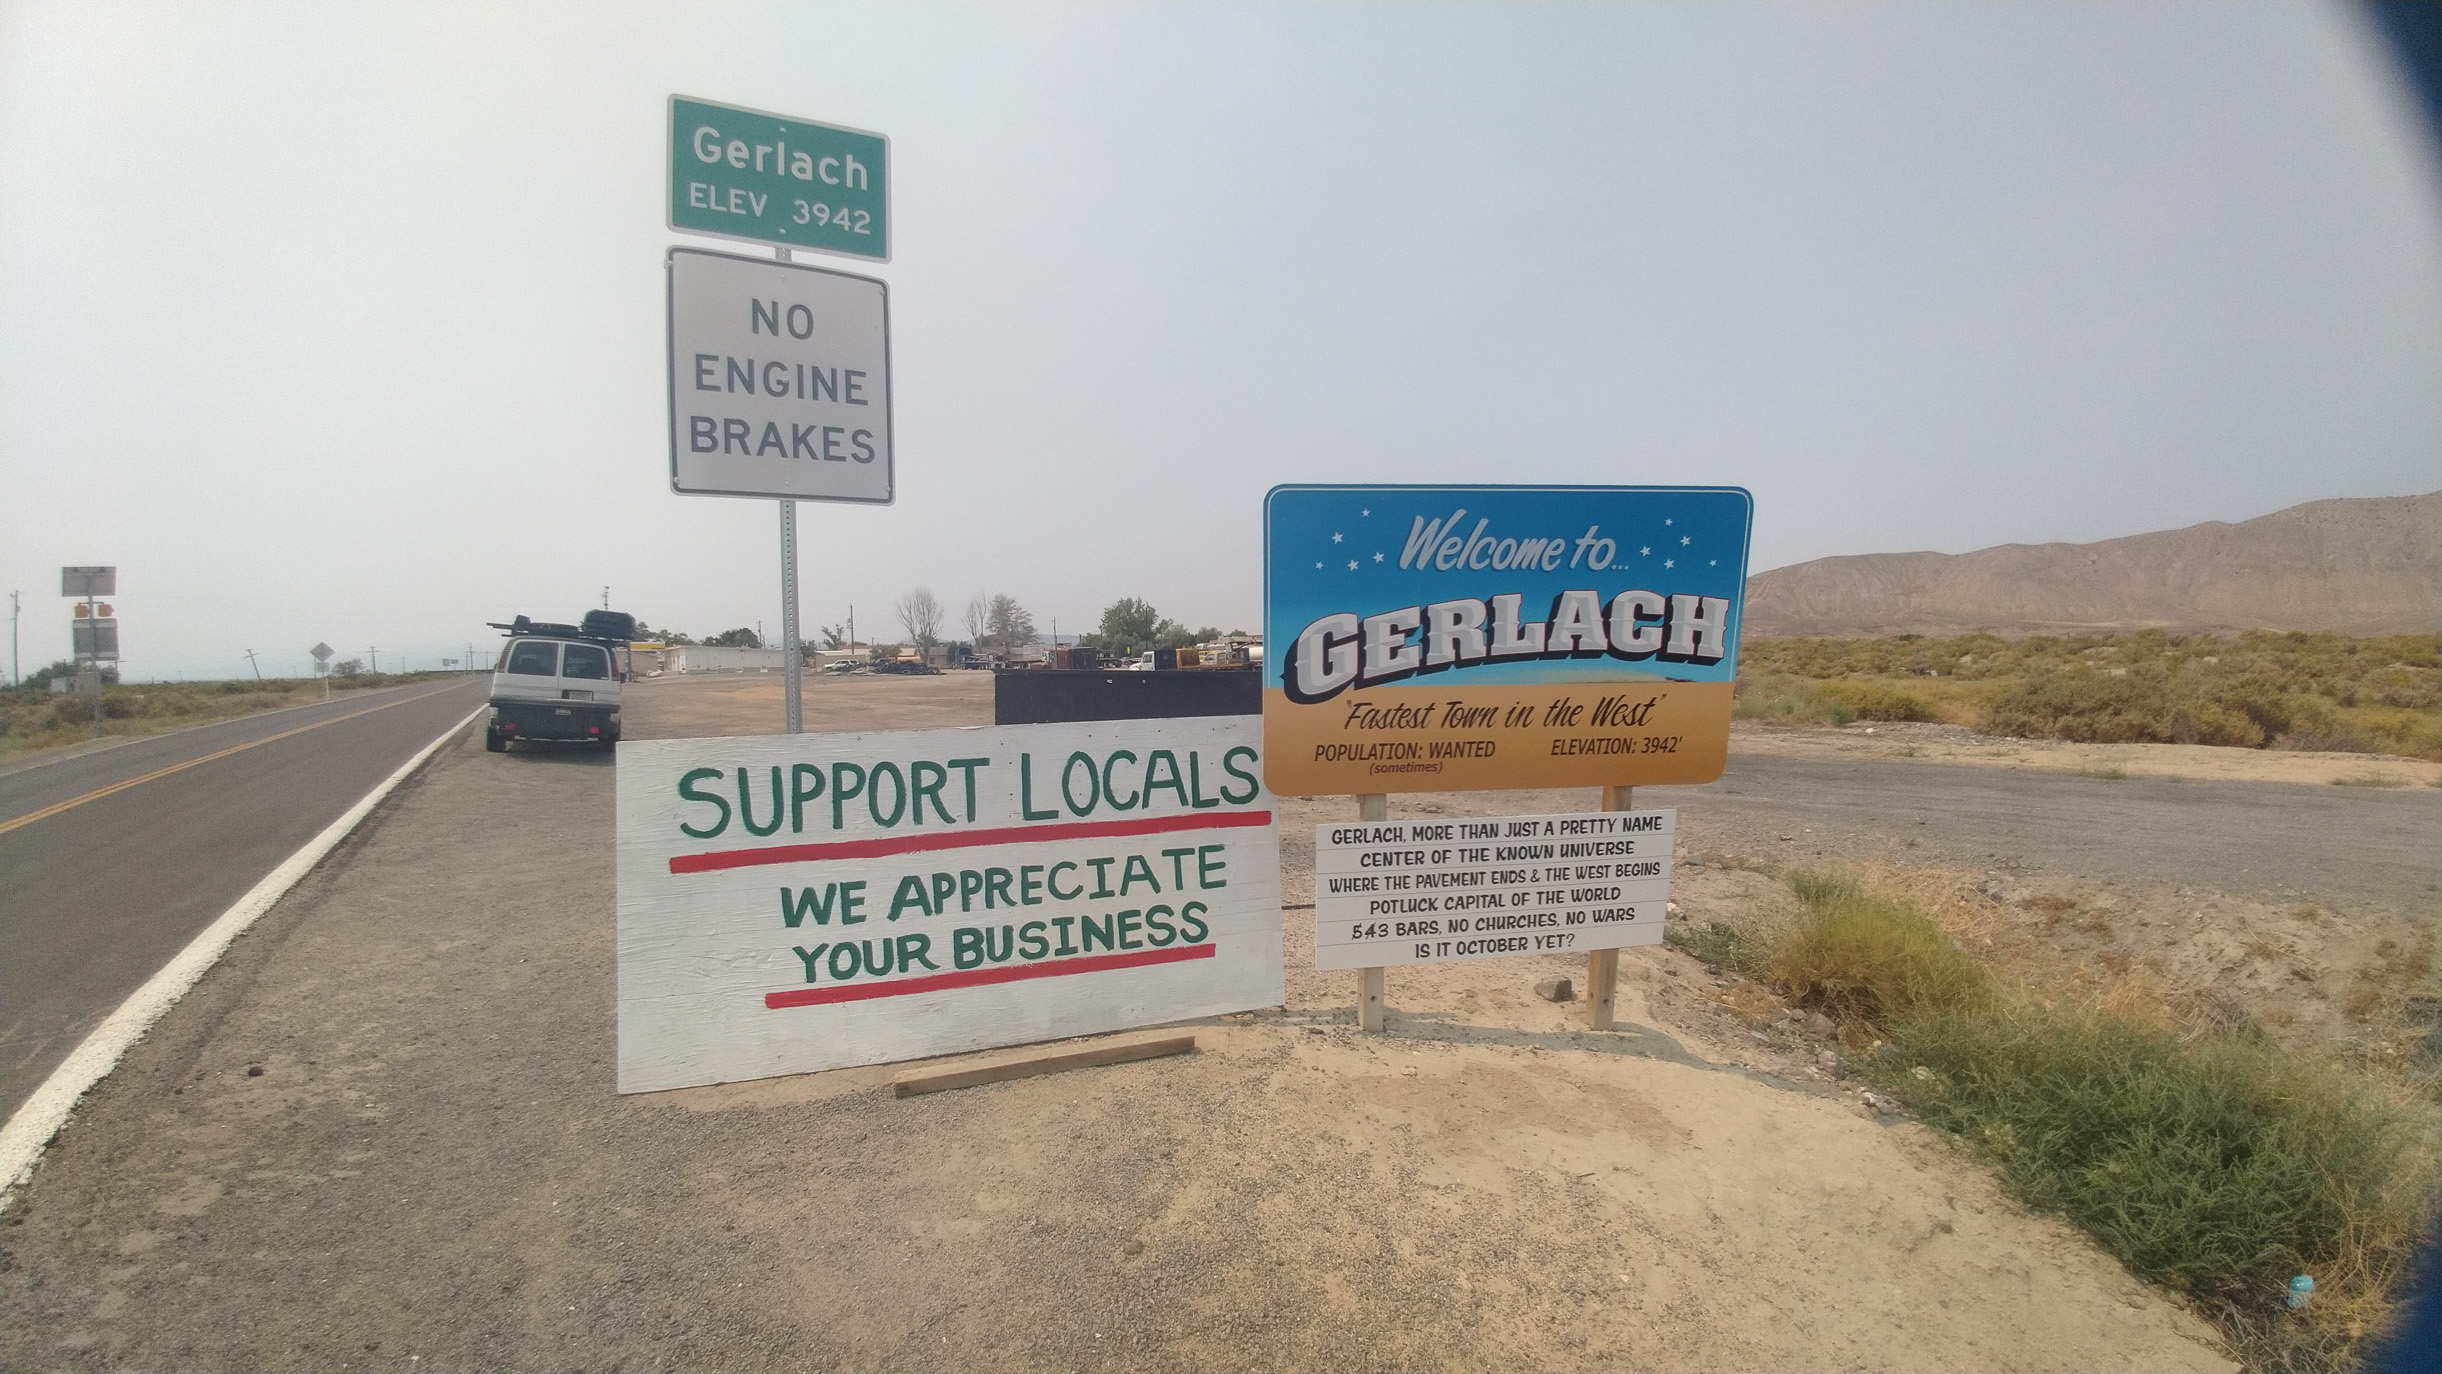 Gerlach
ELEV 3942
NO
ENGINE
BRAKES
SUPPORT LOCALS
WE APPRECIATE
YOUR BUSINESS
Welcome to...
GERLACH
"Fastest Town in the West"
POPULATION: WANTED
(sometimes)
ELEVATION: 3942'
GERLACH, MORE THAN JUST A PRETTY NAME
CENTER OF THE KNOWN UNIVERSE
WHERE THE PAVEMENT ENDS & THE WEST BEGINS
POTLUCK CAPITAL OF THE WORLD
543 BARS, NO CHURCHES, NO WARS
IS IT OCTOBER YET?